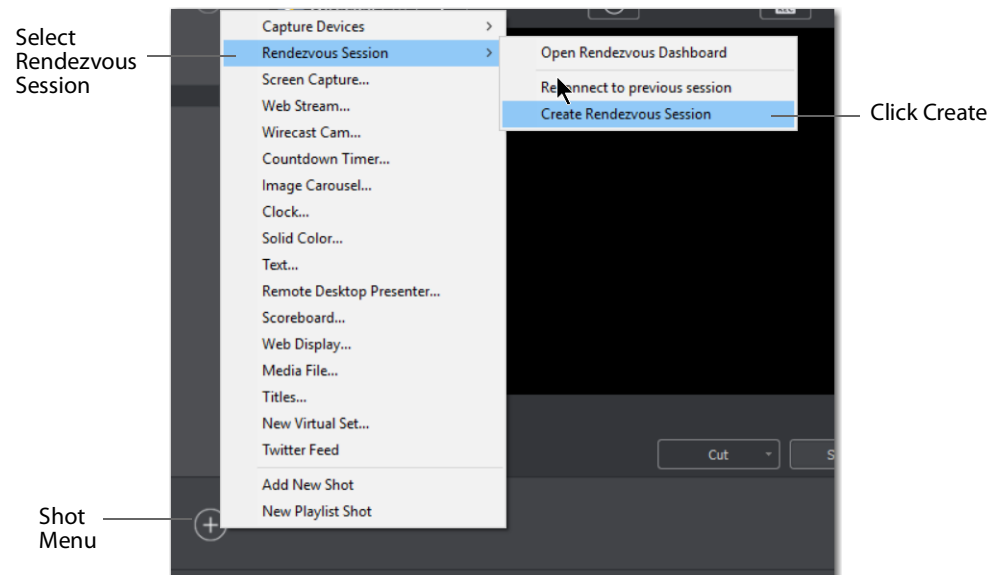 Select
Rendezvous
Session
Capture Devices
Rendezvous Session
Screen Capture...
Web Stream...
Wirecast Cam...
Countdown Timer...
Image Carousel...
Clock...
Solid Color...
Text...
Remote Desktop Presenter...
Scoreboard...
Web Display...
Media File...
Titles...
New Virtual Set...
Twitter Feed
Add New Shot
New Playlist Shot
Open Rendezvous Dashboard
Reconnect to previous session
Create Rendezvous Session
Click Create
Cut
S
Shot
Menu